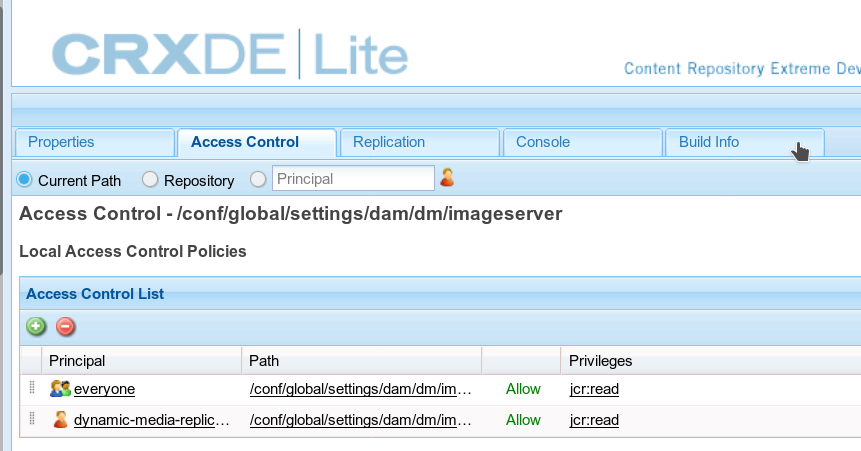 CRXDE | Lite
Content Repository Extreme Dev
Properties Access Control Replication Console Build Info
Current Path Repository Principal
Access Control - /conf/global/settings/dam/dm/imageserver
Local Access Control Policies
Access Control List
Principal Path Privileges
everyone /conf/global/settings/dam/dm/im... Allow jcr:read
dynamic-media-replic... /conf/global/settings/dam/dm/im... Allow jcr:read